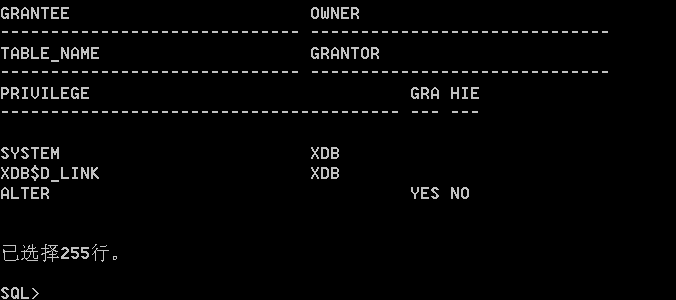 GRANTEE                        OWNER
------------------------------ ------------------------------
TABLE_NAME                     GRANTOR
------------------------------ ------------------------------
PRIVILEGE                                GRA HIE
---------------------------------------- --- ---
SYSTEM                         XDB
XDB$D_LINK                     XDB
ALTER                                    YES NO
已选择255行。
SQL>